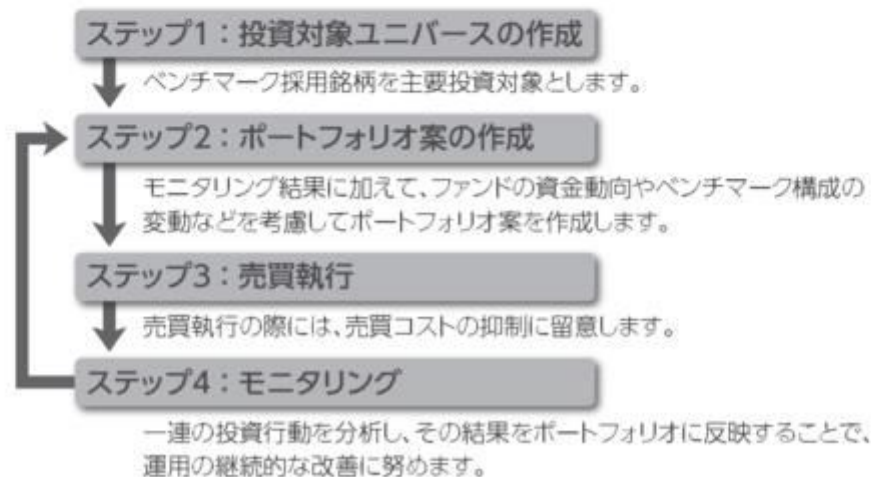 ステップ1：投資対象ユニバースの作成
ベンチマーク採用銘柄を主要投資対象とします。
ステップ2：ポートフォリオ案の作成
モニタリング結果に加えて、ファンドの資金動向やベンチマーク構成の
変動などを考慮してポートフォリオ案を作成します。
ステップ3：売買執行
売買執行の際には、売買コストの抑制に留意します。
ステップ4：モニタリング
一連の投資行動を分析し、その結果をポートフォリオに反映することで、
運用の継続的な改善に努めます。